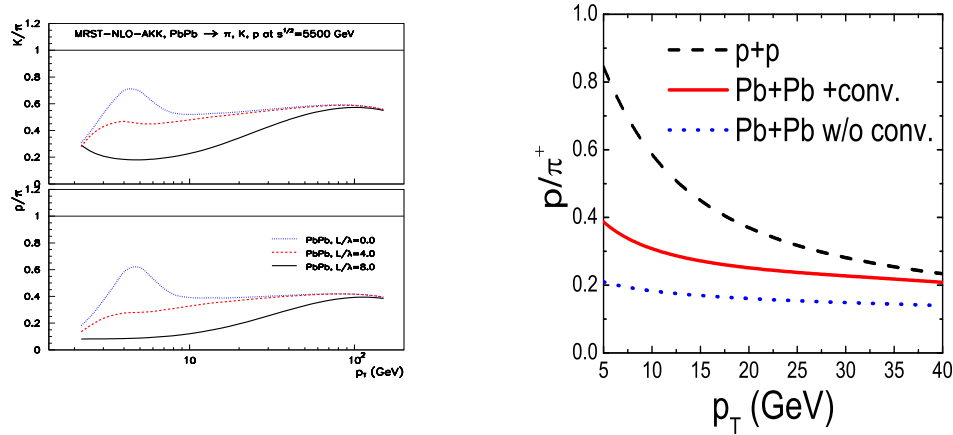 K/π
MRST-NLO-AKK, PbPb → π, K, p at s^1/2=5500 GeV
1.2
1
0.8
0.6
0.4
0.2
0
p/π
1.2
1
0.8
0.6
0.4
0.2
0
PbPb, L/λ=0.0
PbPb, L/λ=4.0
PbPb, L/λ=8.0
10
10^2
p_T (GeV)
p/π^+
1.0
0.8
0.6
0.4
0.2
0.0
p+p
Pb+Pb +conv.
Pb+Pb w/o conv.
5 10 15 20 25 30 35 40
p_T (GeV)